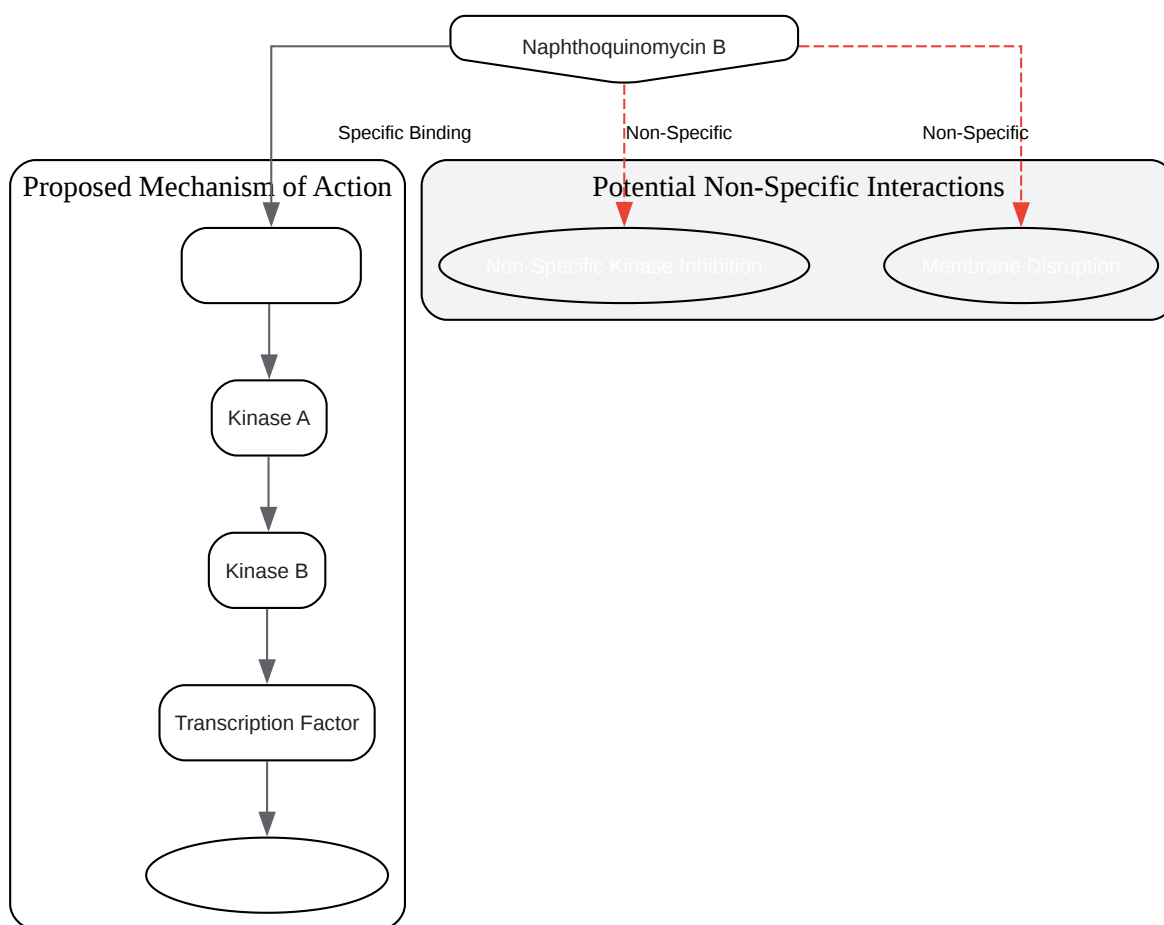 Naphthoquinomycin B
Specific Binding
Non-Specific
Non-Specific
Proposed Mechanism of Action
Potential Non-Specific Interactions
Non-Specific Kinase Inhibition
Membrane Disruption
Kinase A
Kinase B
Transcription Factor